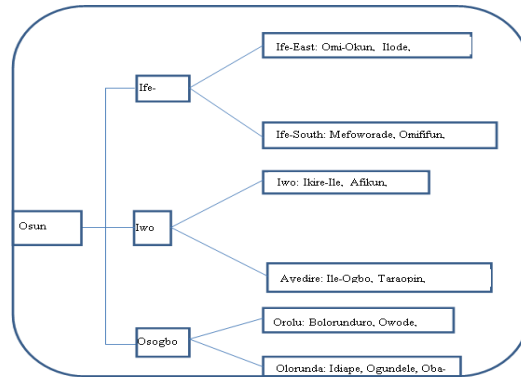 Osun
Ife-
Ife-East: Omi-Okun, Ilode,
Ife-South: Mefoworade, Omififun,
Iwo
Iwo: Ikire-Ile, Afikun,
Ayedire: Ile-Ogbo, Taraopin,
Osogbo
Orolu: Bolorunduro, Owode,
Olorunda: Idiape, Ogundele, Oba-